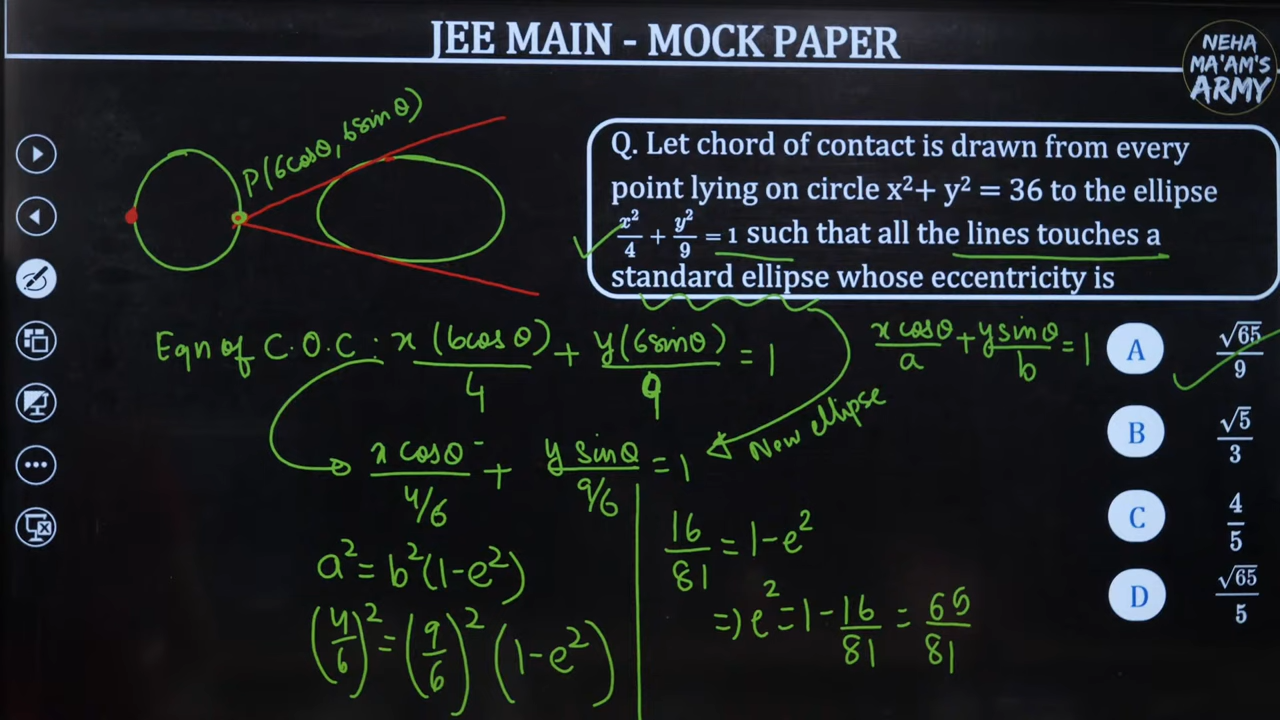 JEE MAIN - MOCK PAPER
NEHA
MA'AM'S
ARMY
P(6cosθ, 6sinθ)
Q. Let chord of contact is drawn from every
point lying on circle x²+ y² = 36 to the ellipse
x²/4 + y²/9 = 1 such that all the lines touches a
standard ellipse whose eccentricity is
Eqn of C.O.C : x(6cosθ)/4 + y(6sinθ)/9 = 1
x cosθ/a + y sinθ/b = 1
A √65/9
B √5/3
C 4/5
D √65/5
x cosθ/4/6 + y sinθ/9/6 = 1
New ellipse
a² = b²(1-e²)
(4/6)² = (9/6)² (1-e²)
16/81 = 1-e²
⇒ e² = 1 - 16/81 = 65/81